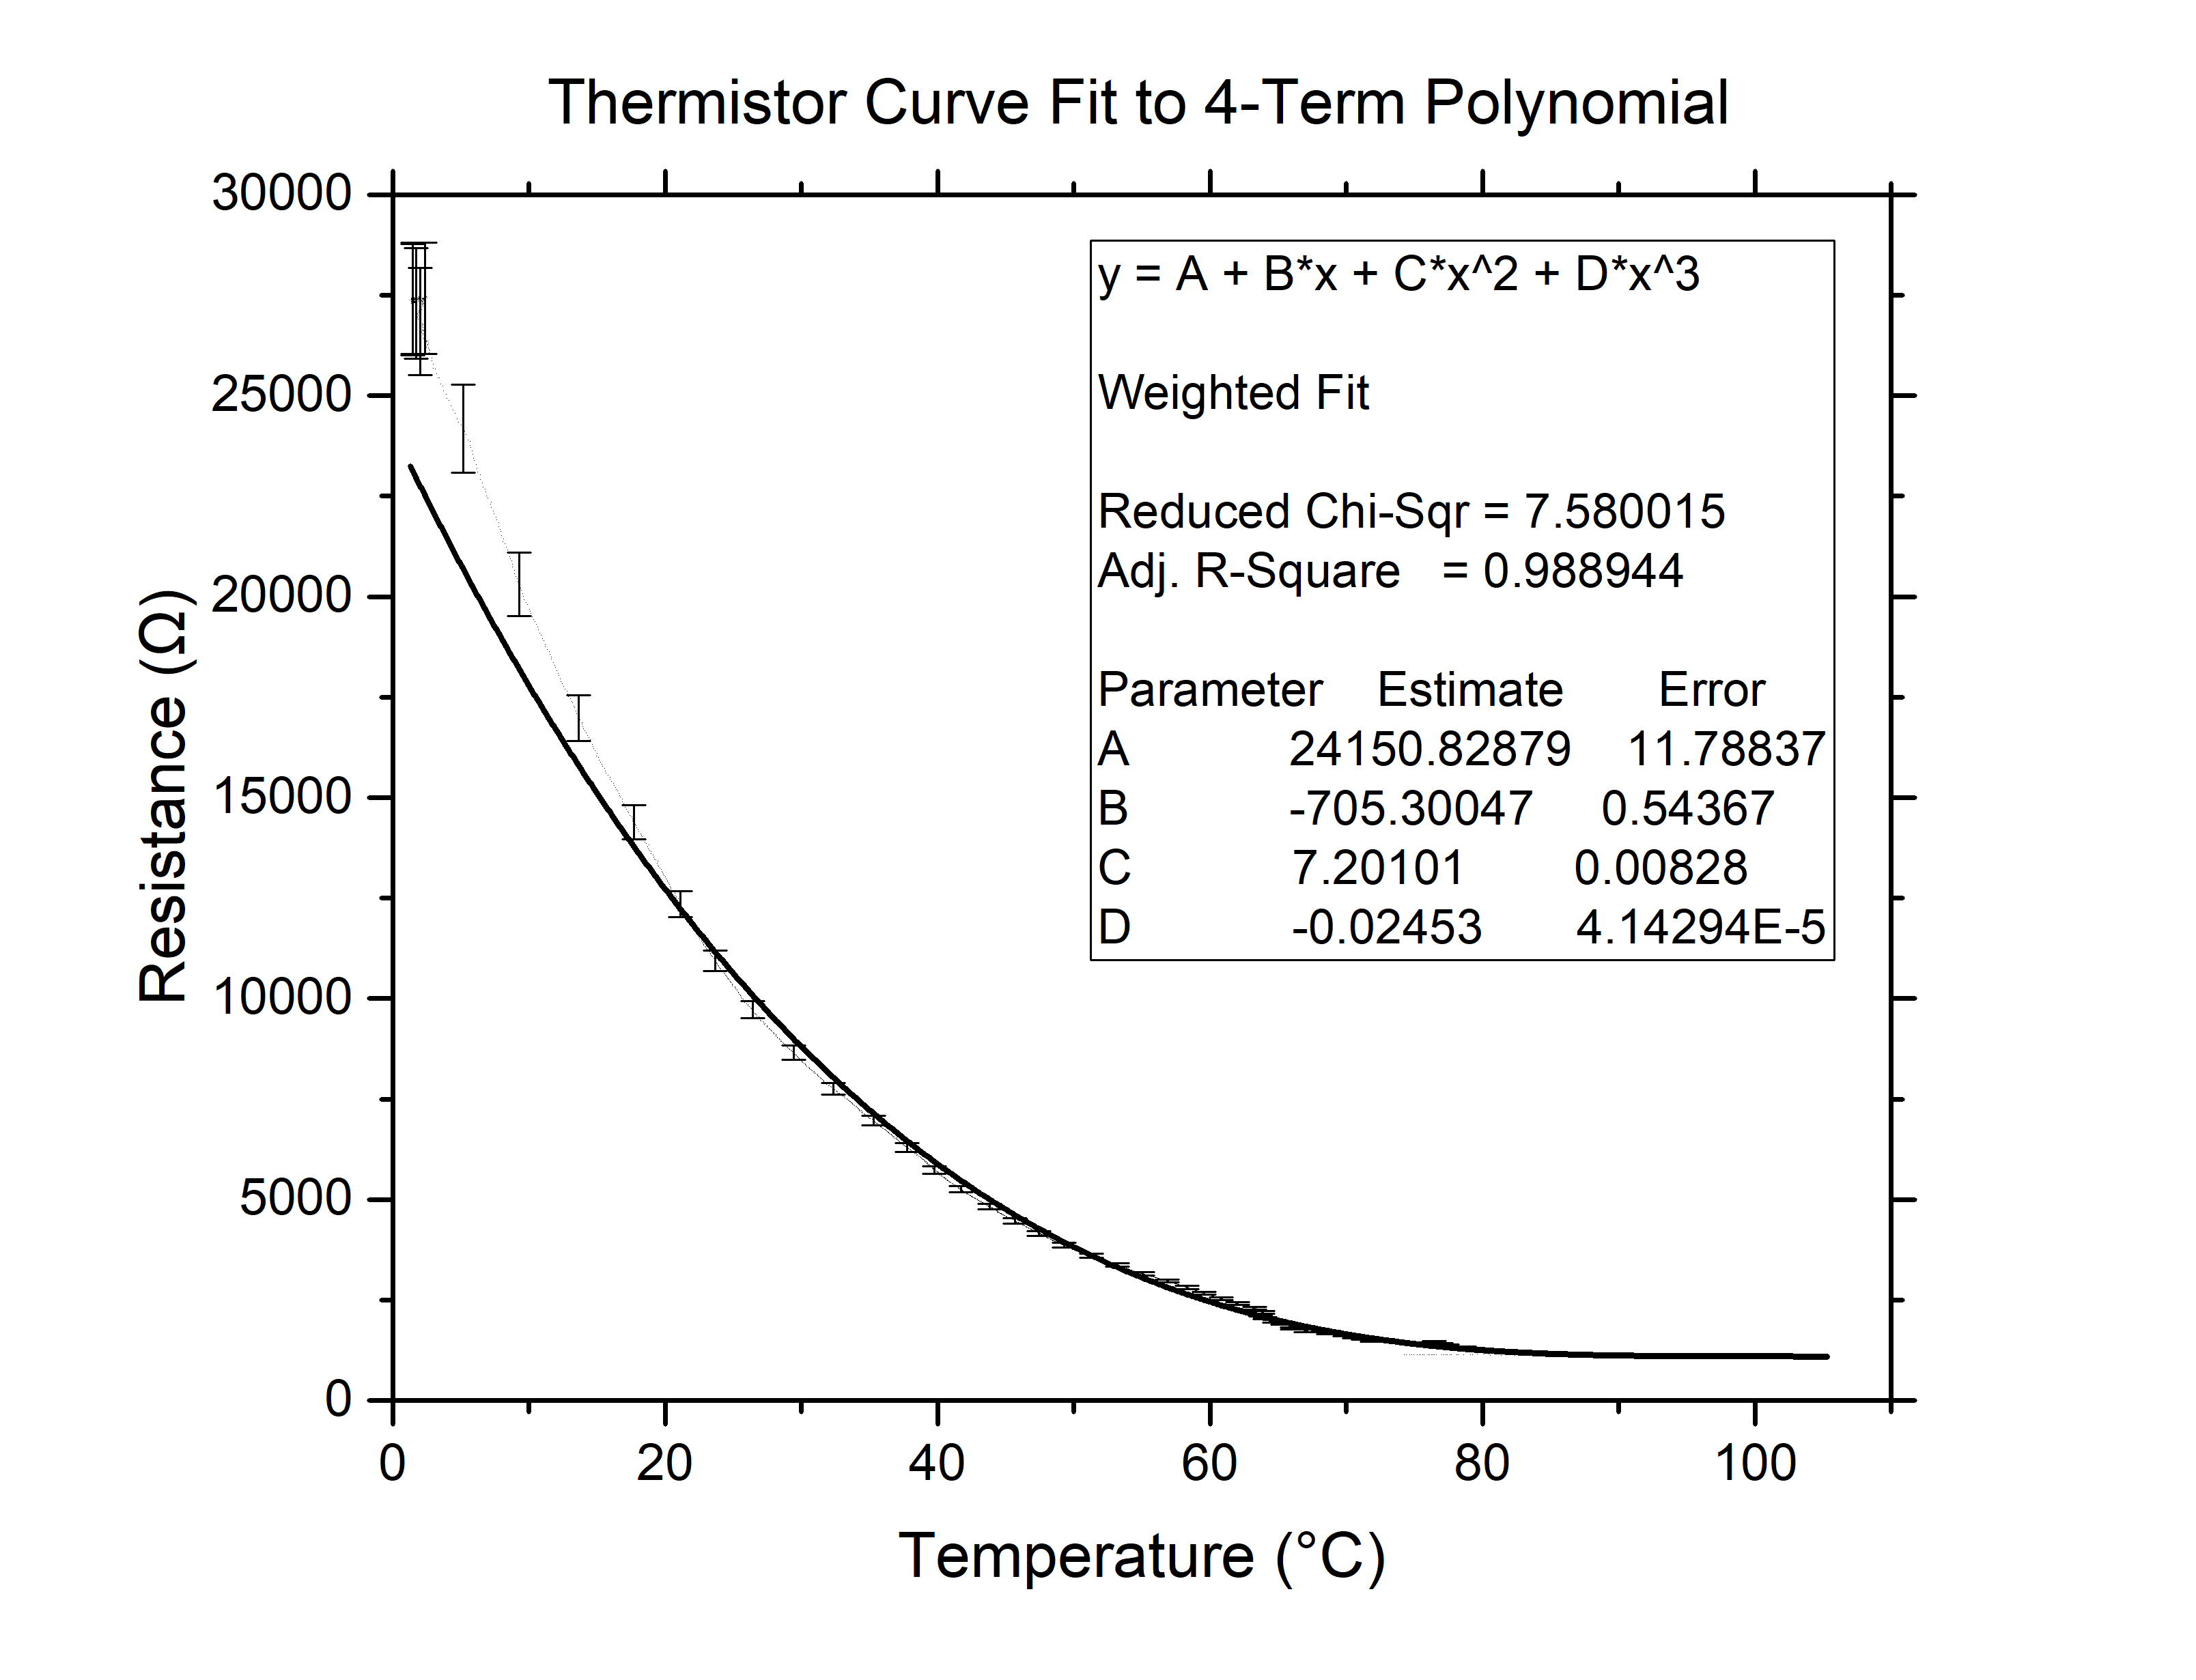 Thermistor Curve Fit to 4-Term Polynomial
30000
25000
20000
15000
10000
5000
0
Resistance (Ω)
y = A + B*x + C*x^2 + D*x^3
Weighted Fit
Reduced Chi-Sqr = 7.580015
Adj. R-Square = 0.988944
Parameter Estimate Error
A 24150.82879 11.78837
B -705.30047 0.54367
C 7.20101 0.00828
D -0.02453 4.14294E-5
0 20 40 60 80 100
Temperature (°C)